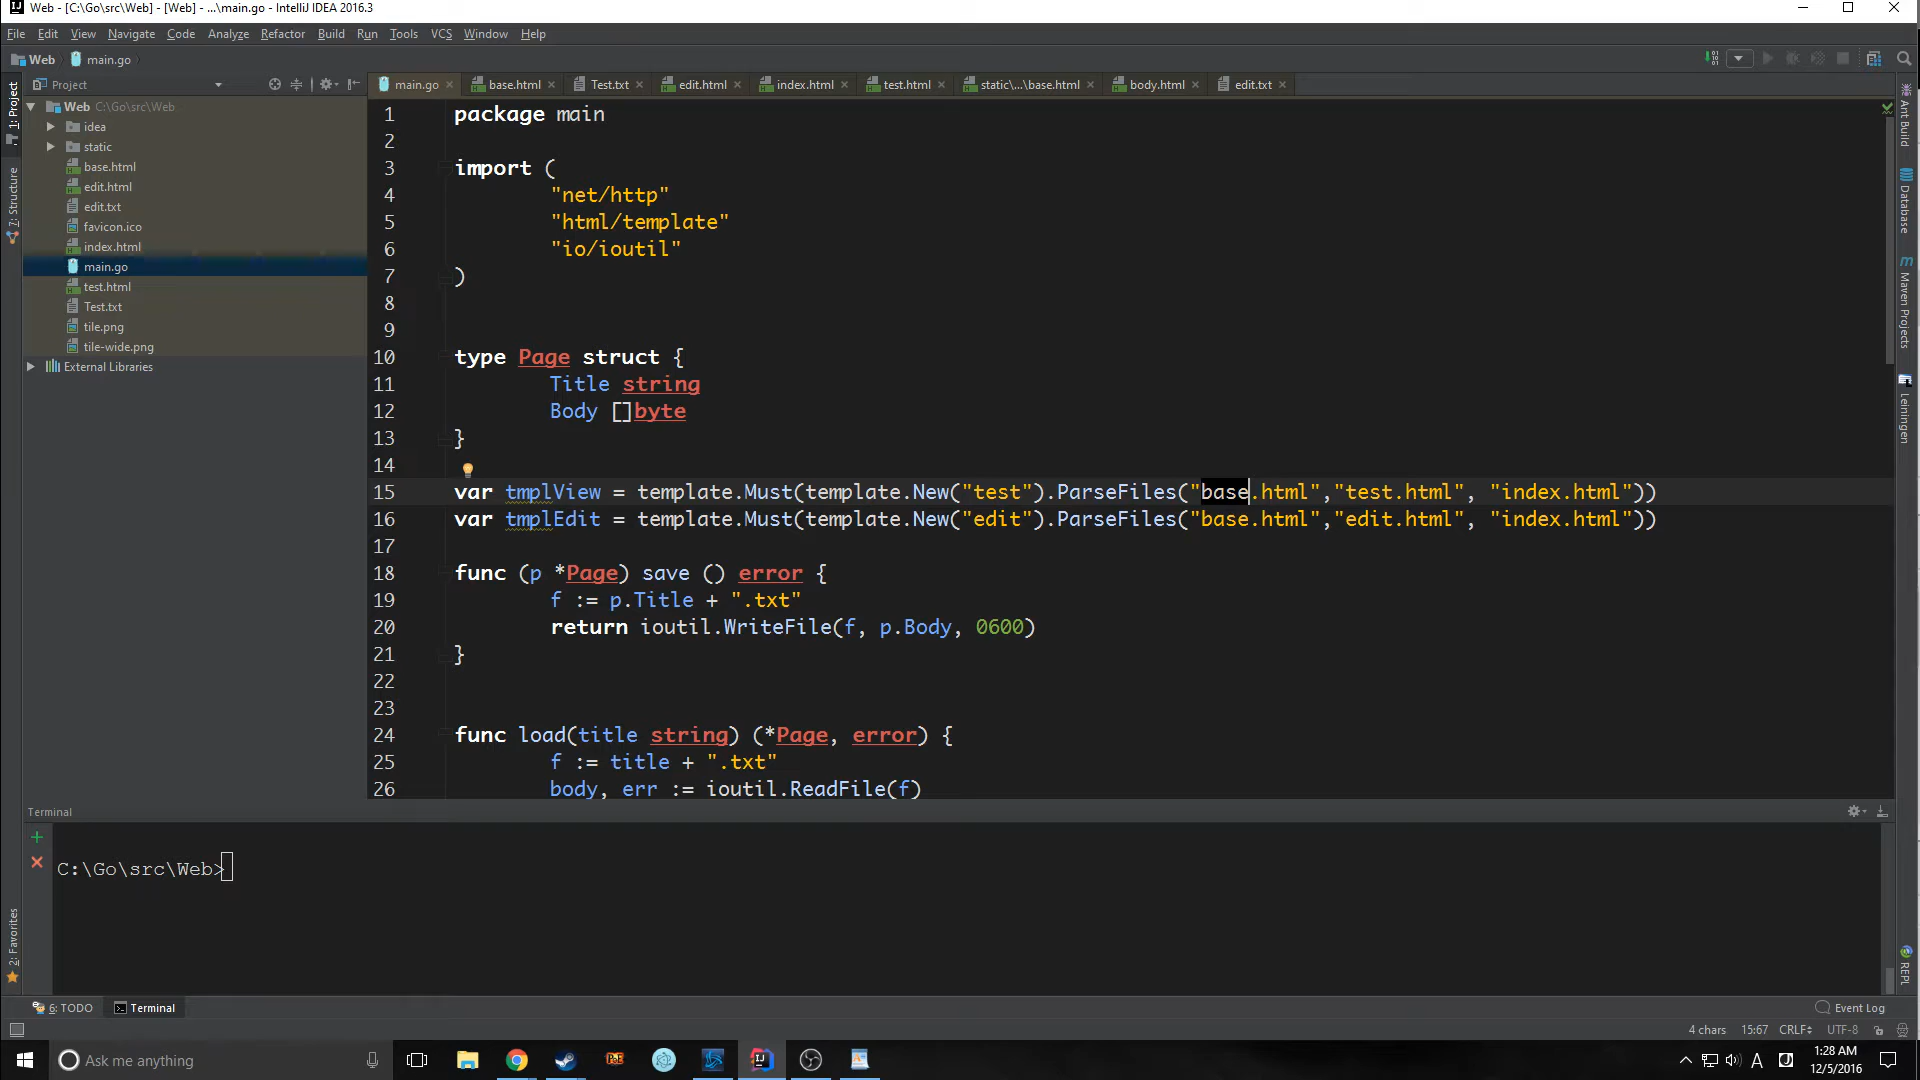 Web - [C:\Go\src\Web] - [Web] - ...\main.go - IntelliJ IDEA 2016.3
File Edit View Navigate Code Analyze Refactor Build Run Tools VCS Window Help
Web main.go
Project
main.go base.html Test.txt edit.html index.html test.html static\...\base.html body.html edit.txt
Web C:\Go\src\Web
idea
static
base.html
edit.html
edit.txt
favicon.ico
index.html
main.go
test.html
Test.txt
tile.png
tile-wide.png
External Libraries
1: Project
7: Structure
2: Favorites
1 package main
2
3 import (
4 "net/http"
5 "html/template"
6 "io/ioutil"
7 )
8
9
10 type Page struct {
11 Title string
12 Body []byte
13 }
14
15 var tmplView = template.Must(template.New("test").ParseFiles("base.html","test.html", "index.html"))
16 var tmplEdit = template.Must(template.New("edit").ParseFiles("base.html","edit.html", "index.html"))
17
18 func (p *Page) save () error {
19 f := p.Title + ".txt"
20 return ioutil.WriteFile(f, p.Body, 0600)
21 }
22
23
24 func load(title string) (*Page, error) {
25 f := title + ".txt"
26 body, err := ioutil.ReadFile(f)
Ant Build
Database
Maven Projects
Leiningen
REPL
Terminal
C:\Go\src\Web>
6: TODO Terminal Event Log
4 chars 15:67 CRLF UTF-8
Ask me anything
1:28 AM
12/5/2016